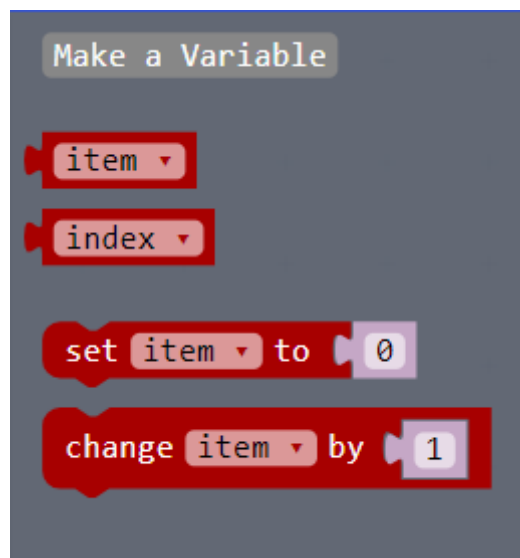 Make a Variable
item
index
set item to 0
change item by 1